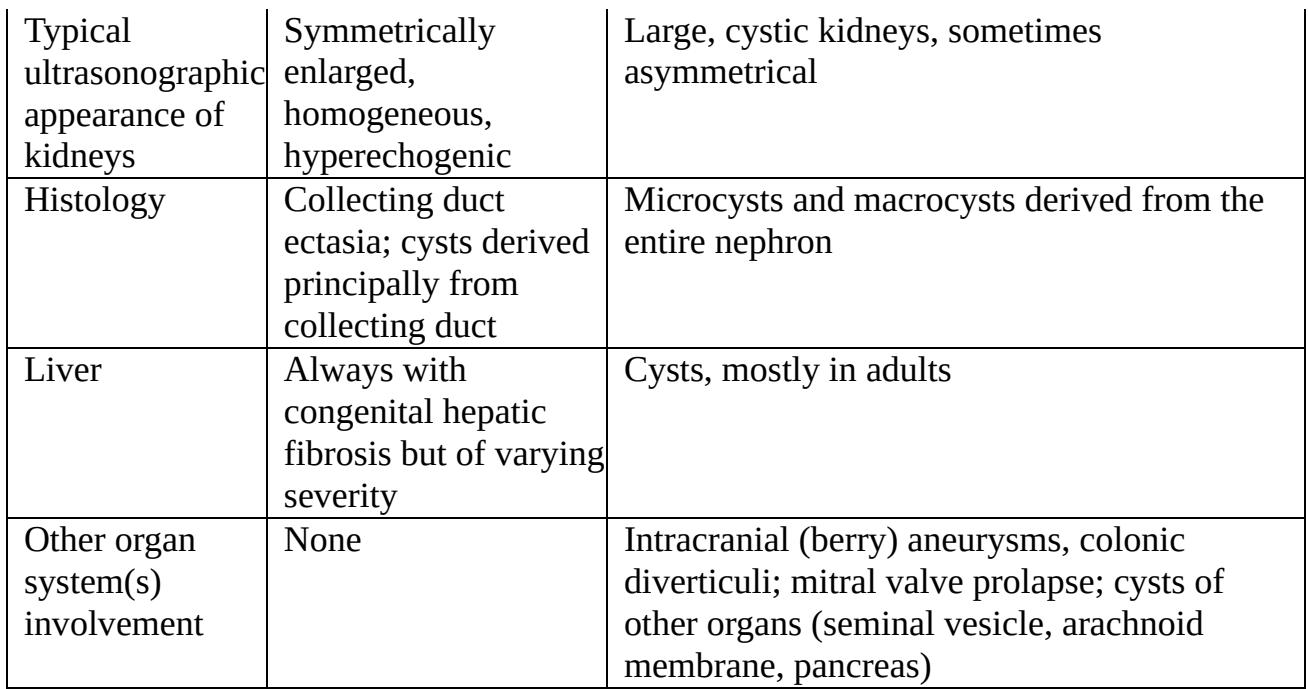 Typical
ultrasonographic
appearance of
kidneys
Symmetrically
enlarged,
homogeneous,
hyperechogenic
Large, cystic kidneys, sometimes
asymmetrical
Histology
Collecting duct
ectasia; cysts derived
principally from
collecting duct
Microcysts and macrocysts derived from the
entire nephron
Liver
Always with
congenital hepatic
fibrosis but of varying
severity
Cysts, mostly in adults
Other organ
system(s)
involvement
None
Intracranial (berry) aneurysms, colonic
diverticuli; mitral valve prolapse; cysts of
other organs (seminal vesicle, arachnoid
membrane, pancreas)